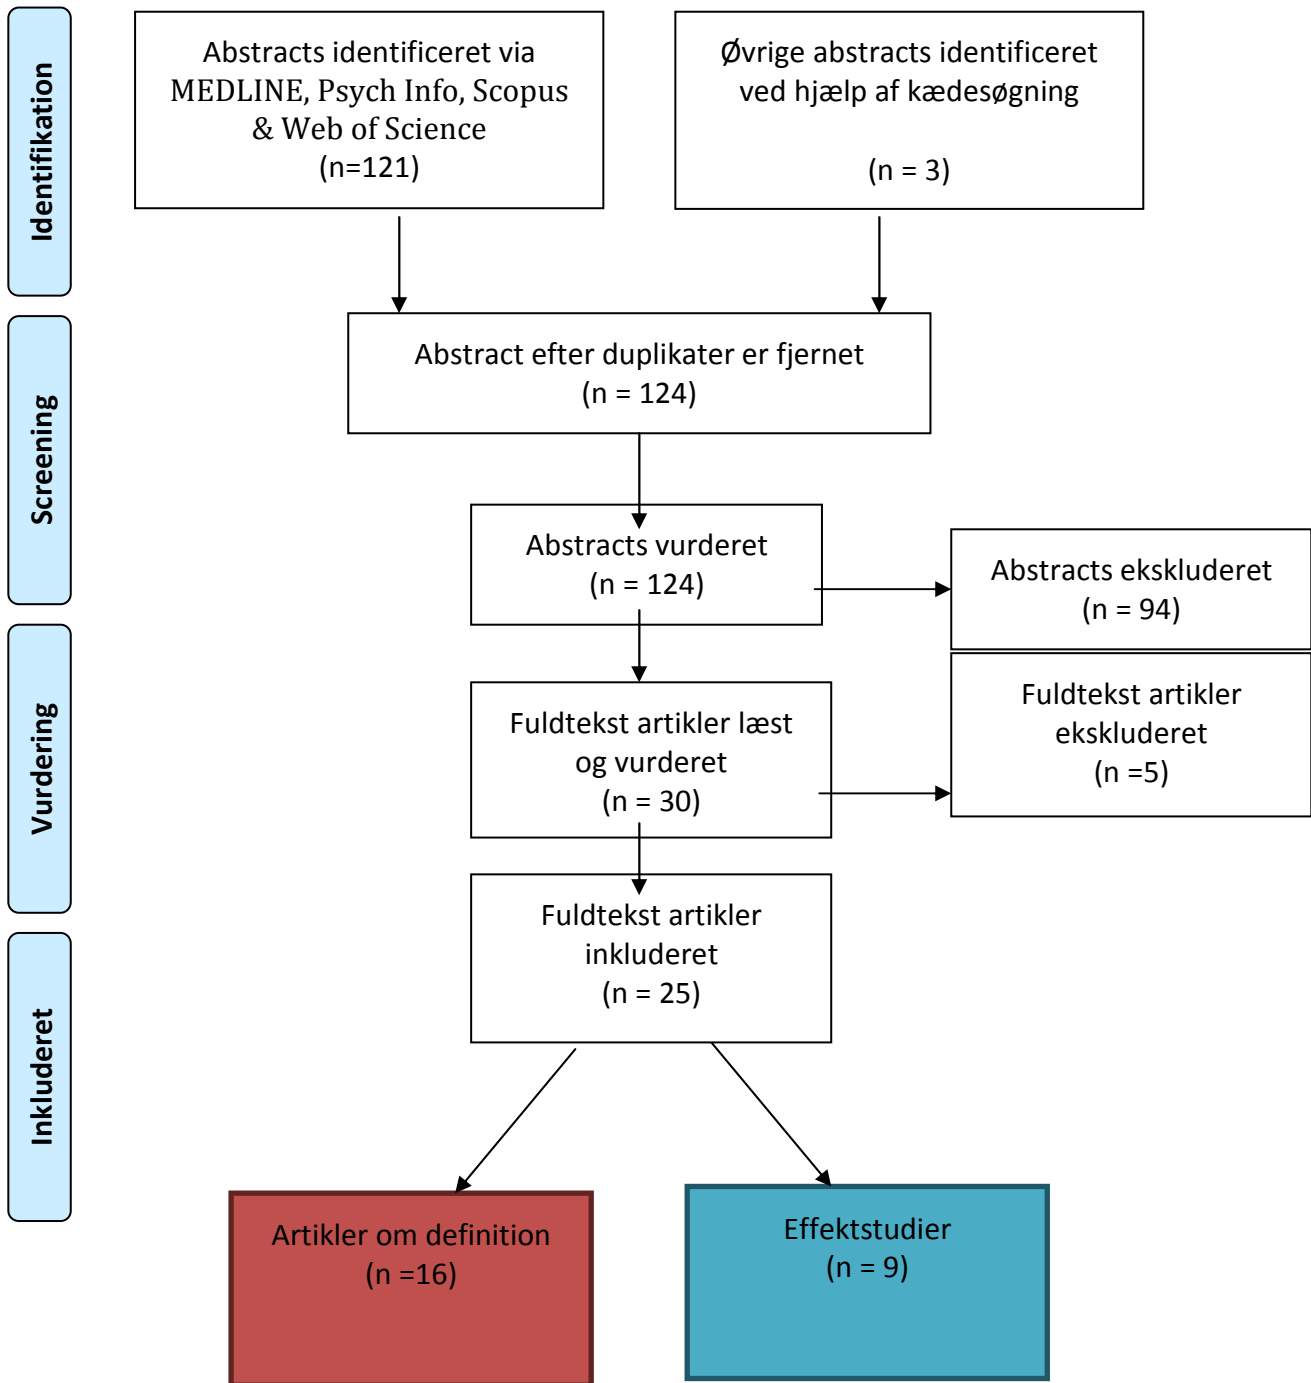 Identifikation
Abstracts identificeret via
MEDLINE, Psych Info, Scopus
& Web of Science
(n=121)
Øvrige abstracts identificeret
ved hjælp af kædesøgning
(n = 3)
Screening
Abstract efter duplikater er fjernet
(n = 124)
Abstracts vurderet
(n = 124)
Abstracts ekskluderet
(n = 94)
Vurdering
Fuldtekst artikler læst
og vurderet
(n = 30)
Fuldtekst artikler
ekskluderet
(n =5)
Inkluderet
Fuldtekst artikler
inkluderet
(n = 25)
Artikler om definition
(n =16)
Effektstudier
(n = 9)